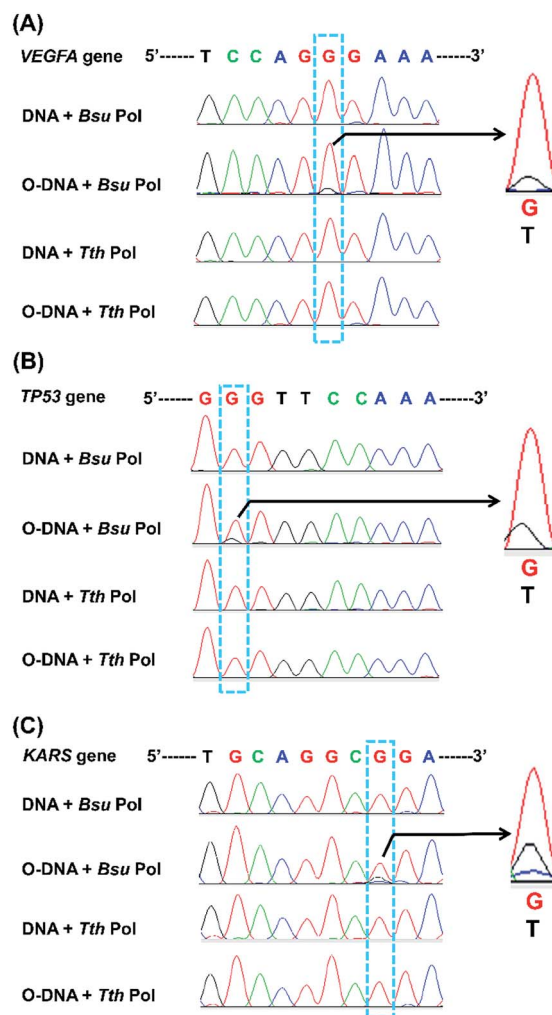 (A)
VEGFA gene 5'------ T C C A G G G A A A ------3'
DNA + Bsu Pol
O-DNA + Bsu Pol
G
T
DNA + Tth Pol
O-DNA + Tth Pol
(B)
TP53 gene 5'------ G G G T T C C A A A ------3'
DNA + Bsu Pol
O-DNA + Bsu Pol
G
T
DNA + Tth Pol
O-DNA + Tth Pol
(C)
KARS gene 5'------ T G C A G G C G G A ------3'
DNA + Bsu Pol
O-DNA + Bsu Pol
G
T
DNA + Tth Pol
O-DNA + Tth Pol